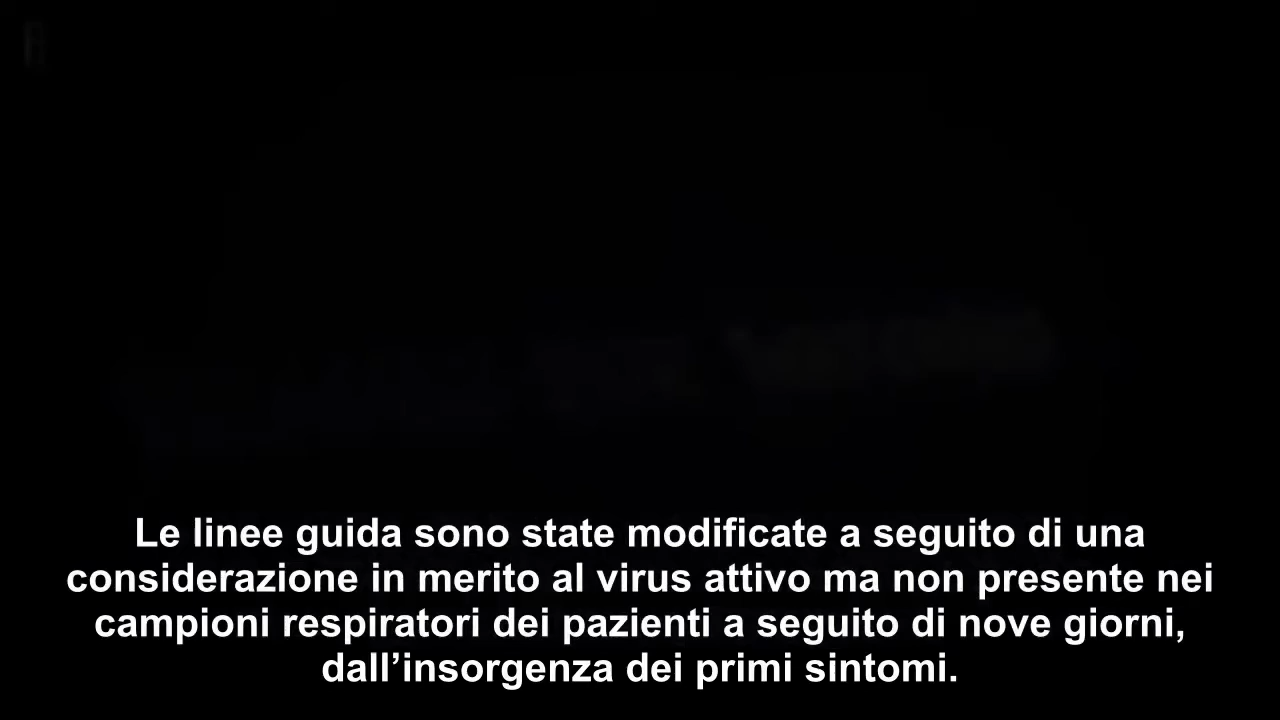 Le linee guida sono state modificate a seguito di una
considerazione in merito al virus attivo ma non presente nei
campioni respiratori dei pazienti a seguito di nove giorni,
dall’insorgenza dei primi sintomi.